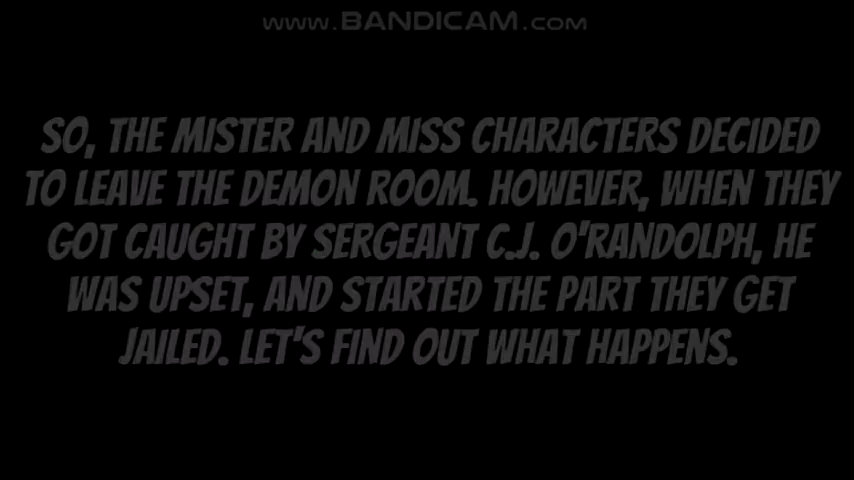 www.BANDICAM.com
SO, THE MISTER AND MISS CHARACTERS DECIDED
TO LEAVE THE DEMON ROOM. HOWEVER, WHEN THEY
GOT CAUGHT BY SERGEANT C.J. O'RANDOLPH, HE
WAS UPSET, AND STARTED THE PART THEY GET
JAILED. LET'S FIND OUT WHAT HAPPENS.